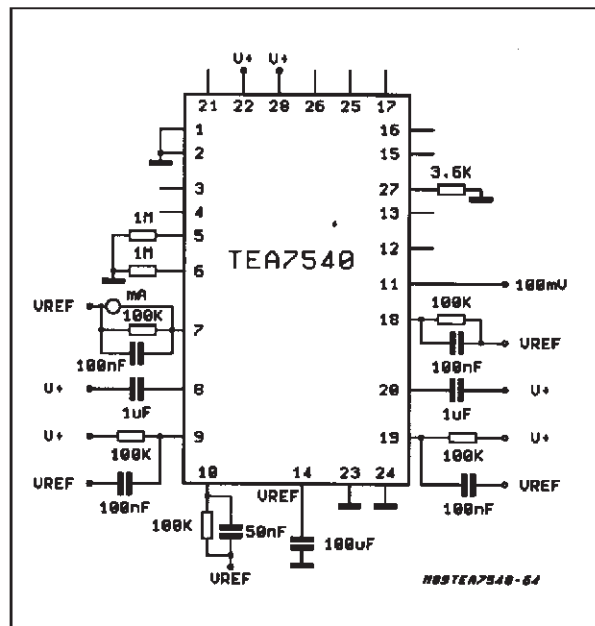 V+ V+
21 22 28 26 25 17
1 16
2 15
3 27 3.6K
4 13
1M
5 12
1M
6
TEA7540
11 100mV
mA
VREF
100K
7
100nF
18 100K
100nF VREF
V+ 8
1uF
20 V+
1uF
V+ 9
100K
19 V+
100K
VREF
100nF
VREF
100nF
10 14 23 24
VREF
100K 50nF
100uF
VREF
M89TEA7540-64